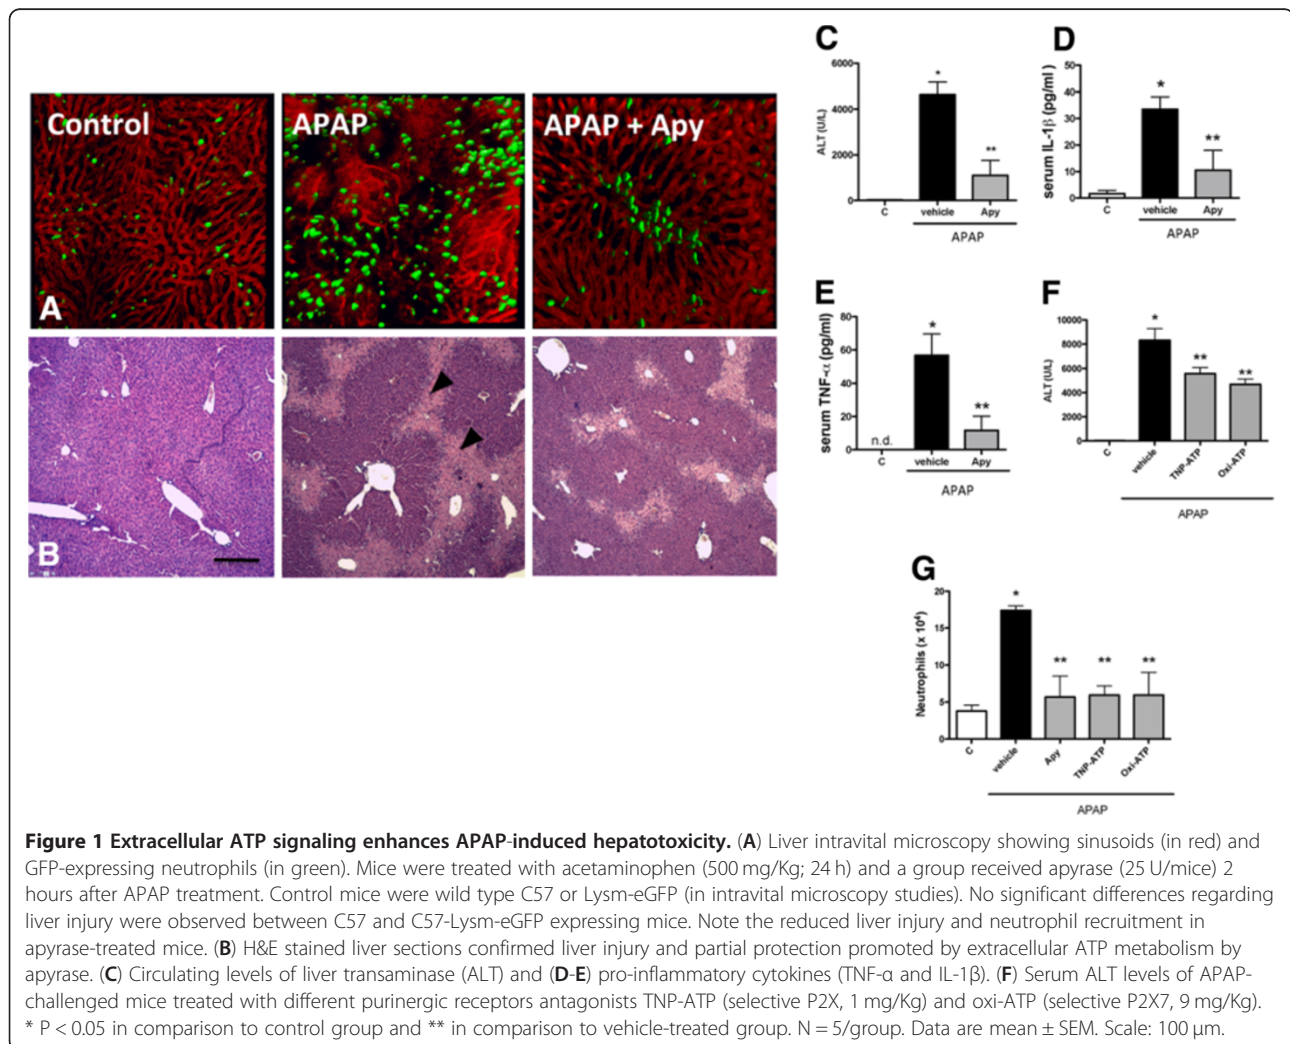 Control
APAP
APAP + Apy
A
B
C
ALT (U/L)
6000
4000
2000
0
*
**
C
vehicle
Apy
APAP
D
serum IL-1β (pg/ml)
50
40
30
20
10
0
*
**
C
vehicle
Apy
APAP
E
serum TNF-α (pg/ml)
80
60
40
20
0
n.d.
*
**
C
vehicle
Apy
APAP
F
ALT (U/L)
10000
8000
6000
4000
2000
0
*
**
**
C
vehicle
TNP-ATP
Oxi-ATP
APAP
G
Neutrophils (x 10⁴)
20
15
10
5
0
*
**
**
**
C
vehicle
Apy
TNP-ATP
Oxi-ATP
APAP
Figure 1 Extracellular ATP signaling enhances APAP-induced hepatotoxicity. (A) Liver intravital microscopy showing sinusoids (in red) and
GFP-expressing neutrophils (in green). Mice were treated with acetaminophen (500 mg/Kg; 24 h) and a group received apyrase (25 U/mice) 2
hours after APAP treatment. Control mice were wild type C57 or Lysm-eGFP (in intravital microscopy studies). No significant differences regarding
liver injury were observed between C57 and C57-Lysm-eGFP expressing mice. Note the reduced liver injury and neutrophil recruitment in
apyrase-treated mice. (B) H&E stained liver sections confirmed liver injury and partial protection promoted by extracellular ATP metabolism by
apyrase. (C) Circulating levels of liver transaminase (ALT) and (D-E) pro-inflammatory cytokines (TNF-α and IL-1β). (F) Serum ALT levels of APAP-
challenged mice treated with different purinergic receptors antagonists TNP-ATP (selective P2X, 1 mg/Kg) and oxi-ATP (selective P2X7, 9 mg/Kg).
* P < 0.05 in comparison to control group and ** in comparison to vehicle-treated group. N = 5/group. Data are mean ± SEM. Scale: 100 μm.